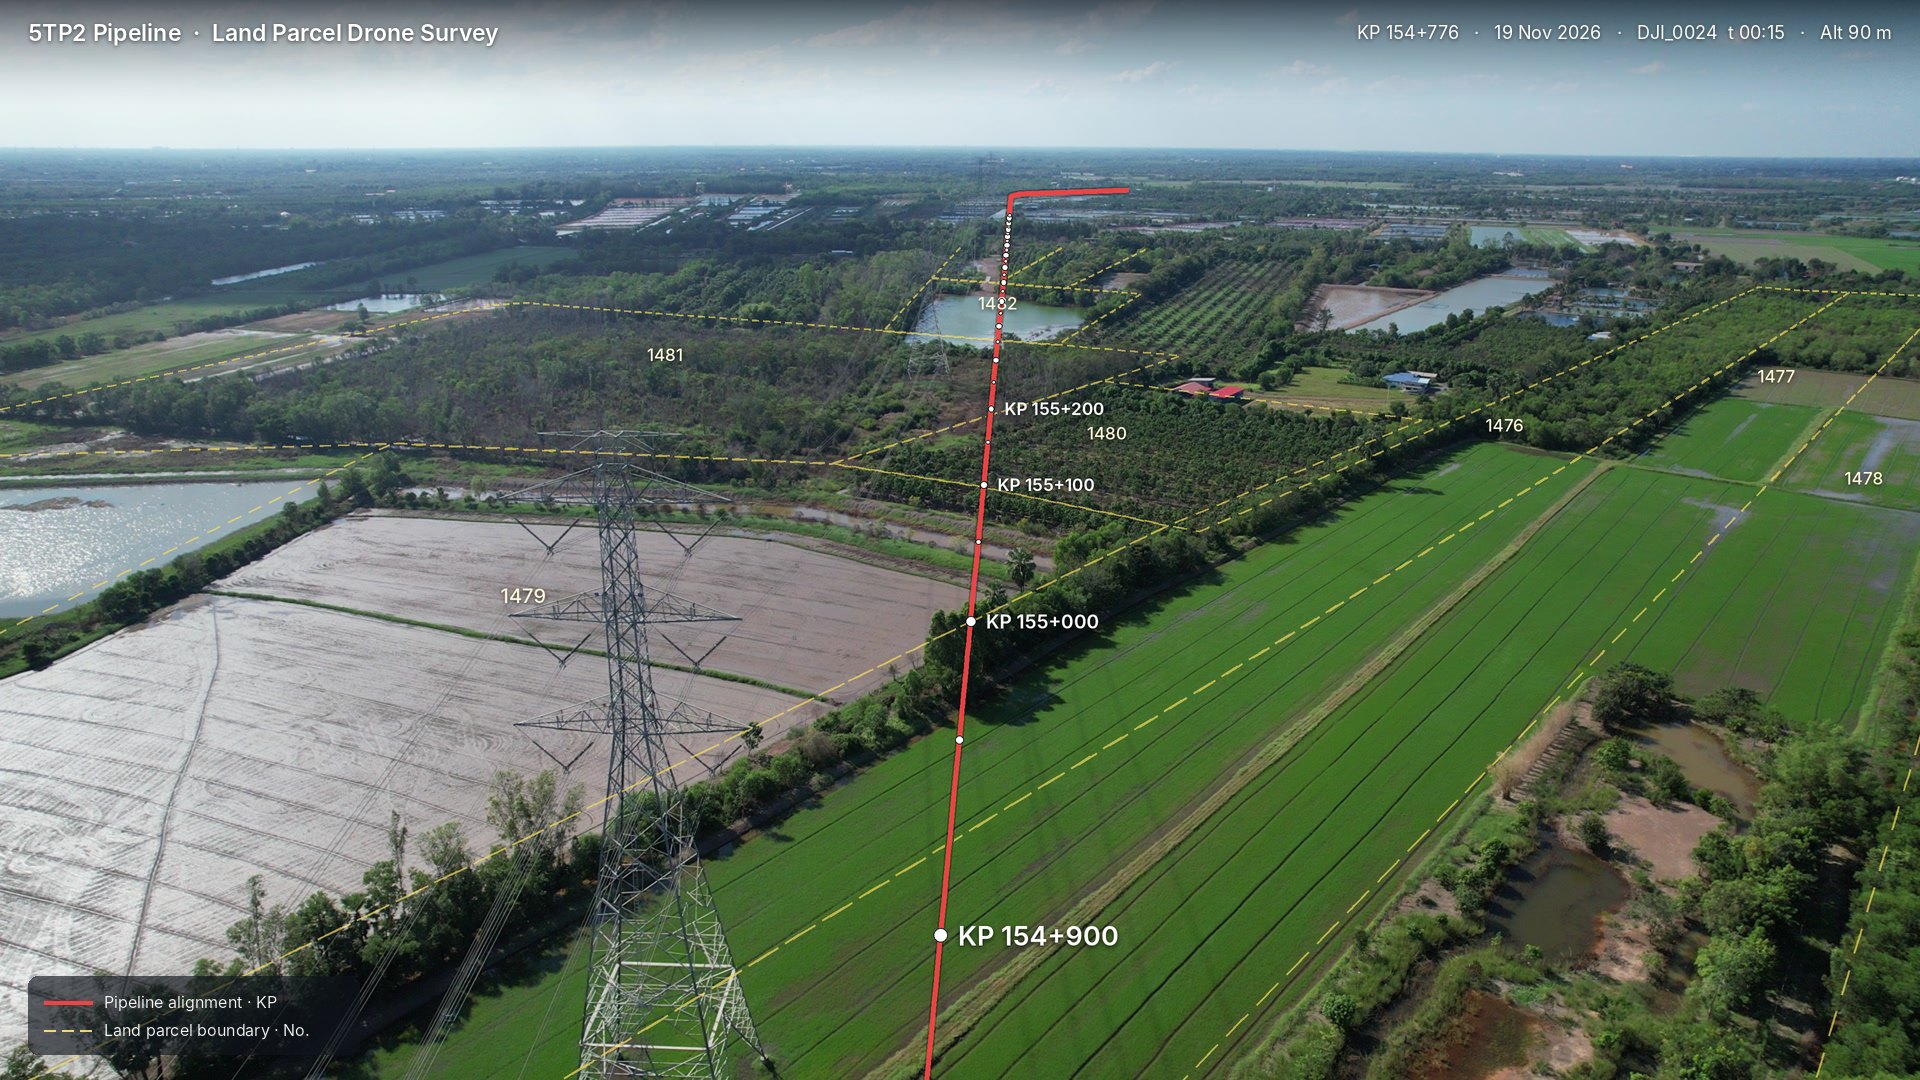 5TP2 Pipeline · Land Parcel Drone Survey
KP 154+776 · 19 Nov 2026 · DJI_0024 t 00:15 · Alt 90 m
1482
1481
1477
KP 155+200
1476
1480
1478
KP 155+100
1479
KP 155+000
KP 154+900
Pipeline alignment · KP
Land parcel boundary · No.